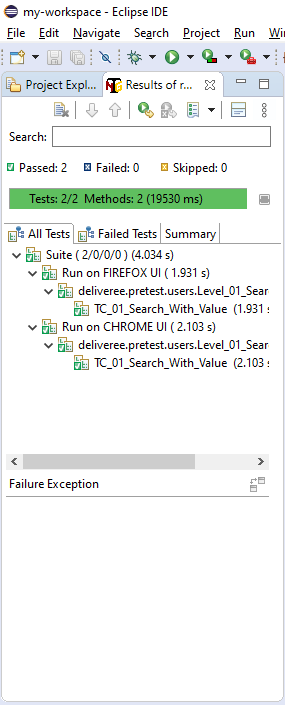 my-workspace - Eclipse IDE
File Edit Navigate Search Project Run
Project Expl... Results of r...
Search:
Passed: 2 Failed: 0 Skipped: 0
Tests: 2/2 Methods: 2 (19530 ms)
All Tests Failed Tests Summary
Suite ( 2/0/0/0 ) (4.034 s)
Run on FIREFOX UI ( 1.931 s)
deliveree.pretest.users.Level_01_Sear
TC_01_Search_With_Value (1.931 s
Run on CHROME UI ( 2.103 s)
deliveree.pretest.users.Level_01_Sear
TC_01_Search_With_Value (2.103 s
Failure Exception